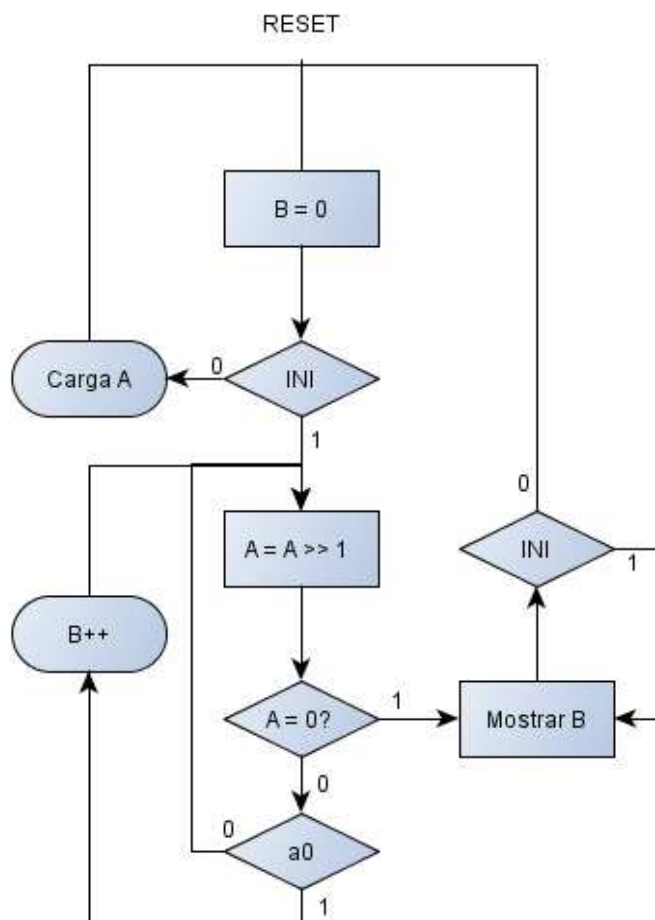 RESET
B = 0
Carga A
0
INI
1
A = A >> 1
0
INI
1
B++
A = 0?
1
Mostrar B
0
0
a0
1